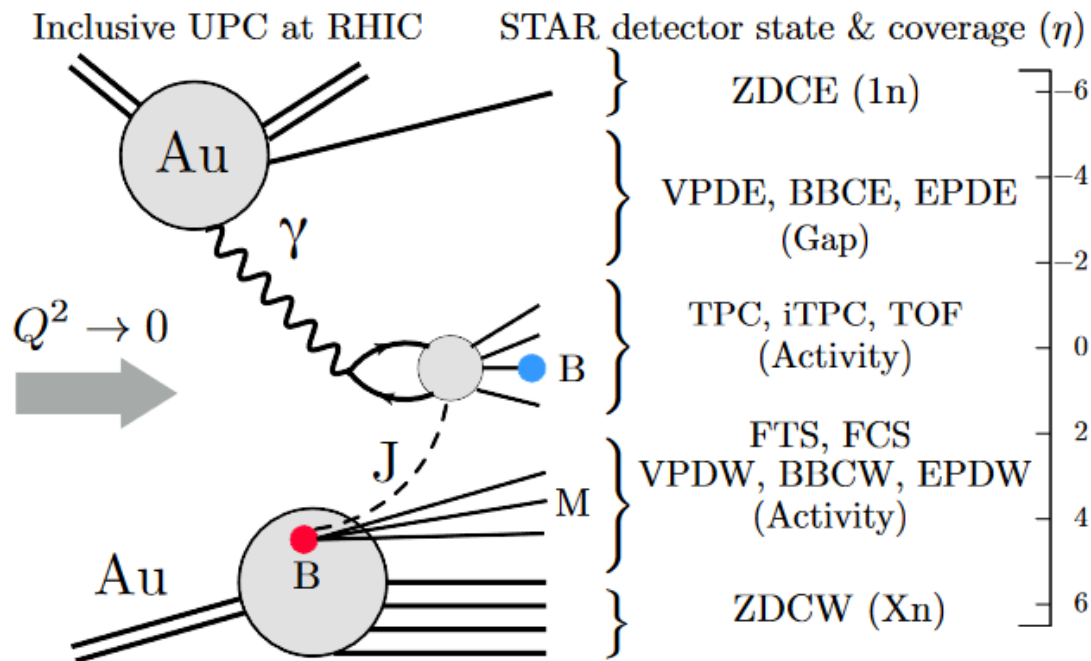 Inclusive UPC at RHIC
STAR detector state & coverage (η)
Au
γ
Q² → 0
B
J
M
B
Au
ZDCE (1n)
VPDE, BBCE, EPDE
(Gap)
TPC, iTPC, TOF
(Activity)
FTS, FCS
VPDW, BBCW, EPDW
(Activity)
ZDCW (Xn)
−6
−4
−2
0
2
4
6